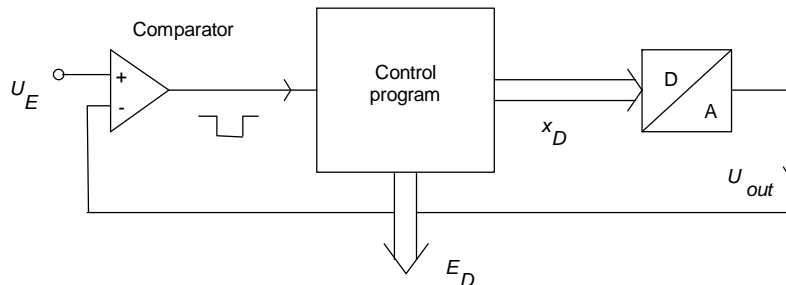 Comparator
U_E
+
-
Control
program
D
A
x_D
U_out
E_D